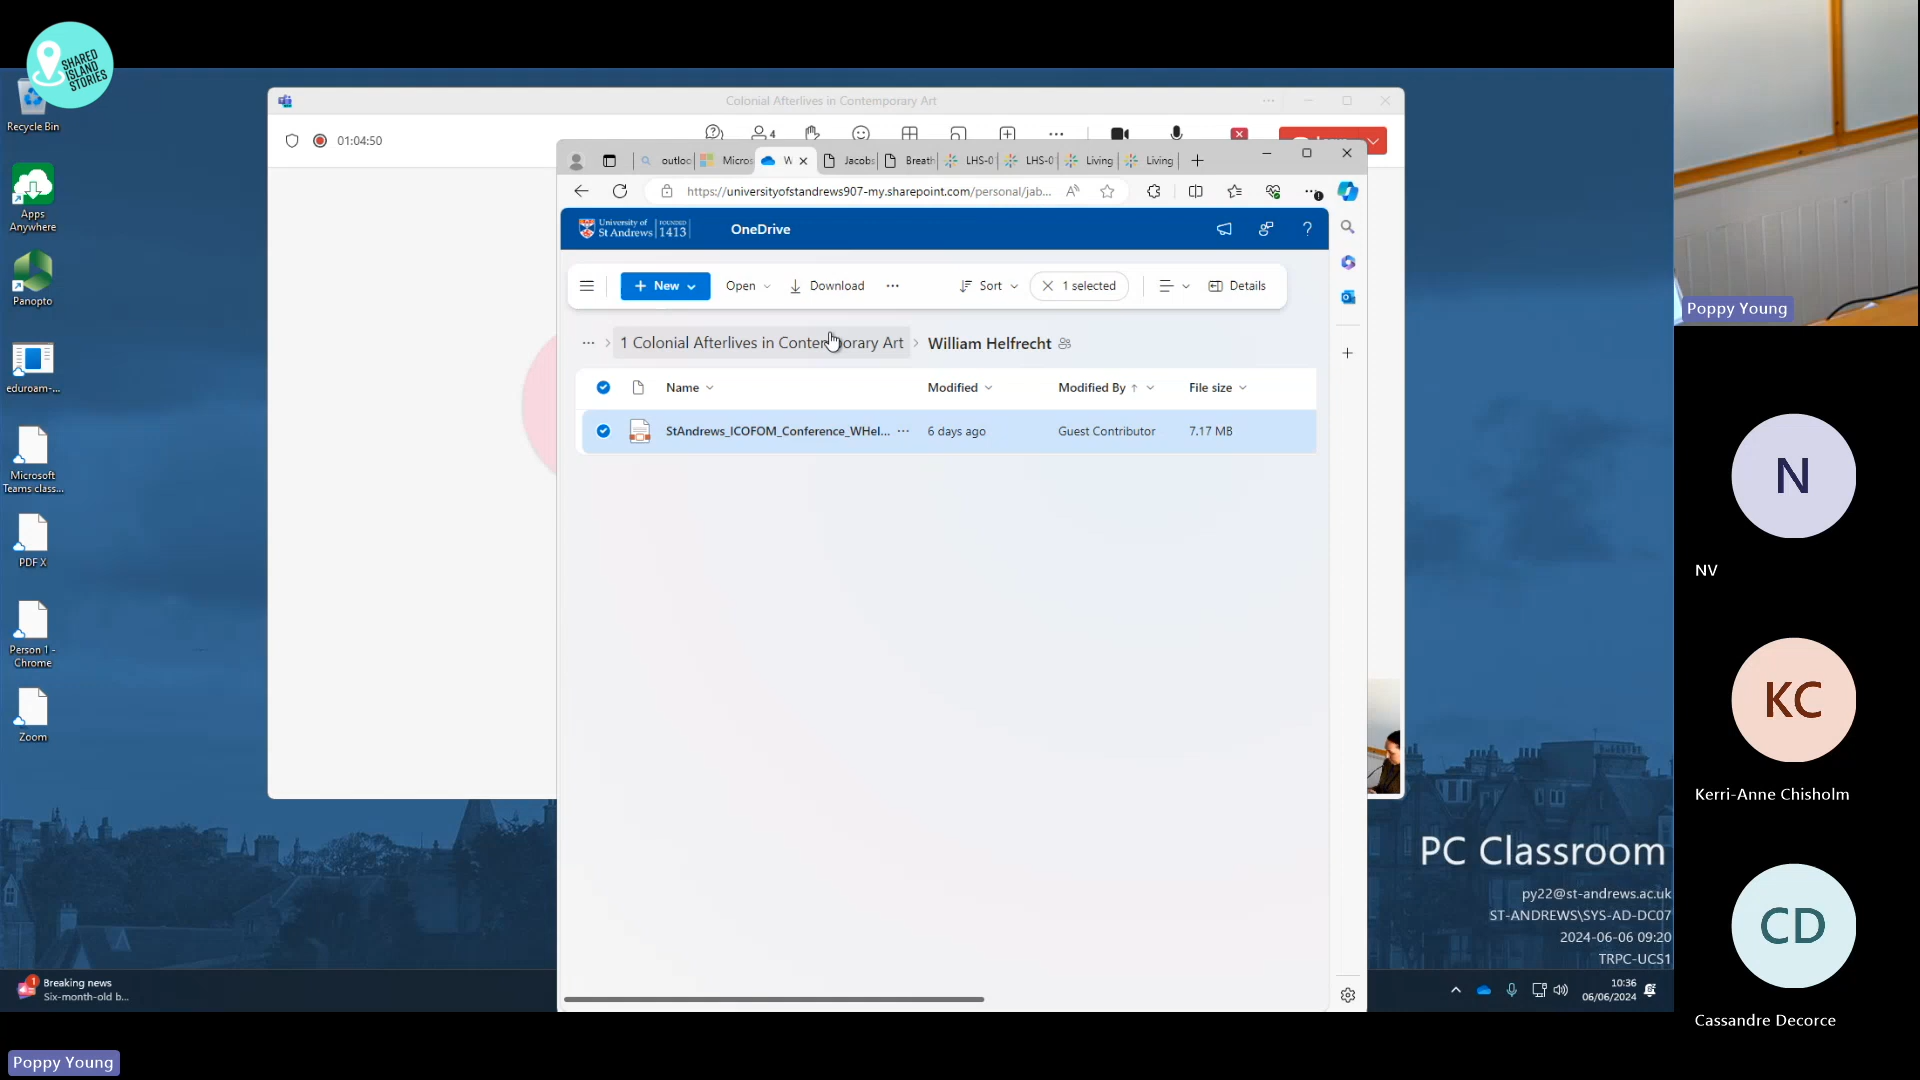 SHARED
ISLAND
STORIES
Recycle Bin
Apps
Anywhere
Panopto
eduroam-...
Microsoft
Teams class...
PDF X
Person 1 -
Chrome
Zoom
Colonial Afterlives in Contemporary Art
01:04:50
4
outloo
Micros
W
Jacobs
Breath
LHS-0
LHS-0
Living
Living
https://universityofstandrews907-my.sharepoint.com/personal/jab...
University of
St Andrews
FOUNDED
1413
OneDrive
New
Open
Download
Sort
1 selected
Details
1 Colonial Afterlives in Contemporary Art
William Helfrecht
Name
Modified
Modified By
File size
StAndrews_ICOFOM_Conference_WHel...
6 days ago
Guest Contributor
7.17 MB
PC Classroom
py22@st-andrews.ac.uk
ST-ANDREWS\SYS-AD-DC07
2024-06-06 09:20
TRPC-UCS1
1
Breaking news
Six-month-old b...
10:36
06/06/2024
Poppy Young
N
NV
KC
Kerri-Anne Chisholm
CD
Cassandre Decorce
Poppy Young